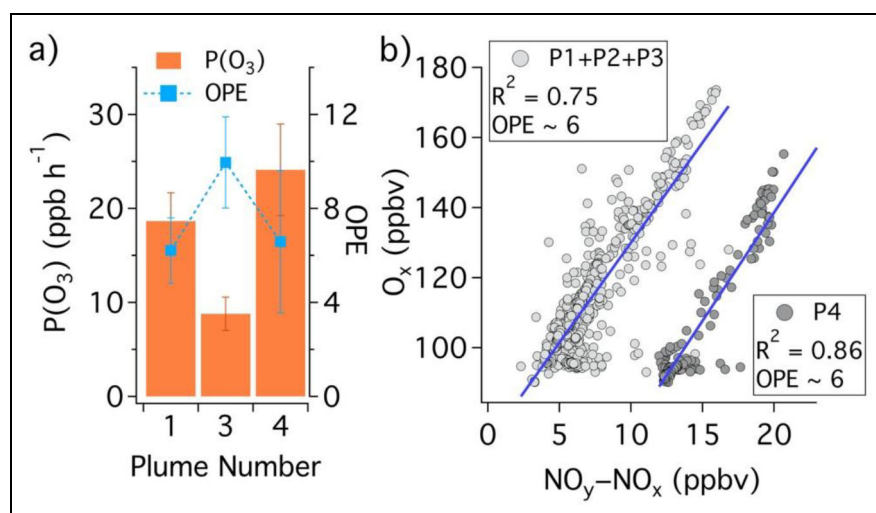 a)
P(O₃)
OPE
P(O₃) (ppb h⁻¹)
30
20
10
0
12
8
4
0
OPE
1 3 4
Plume Number
b)
P1+P2+P3
R² = 0.75
OPE ~ 6
P4
R² = 0.86
OPE ~ 6
Oₓ (ppbv)
180
160
140
120
100
0 5 10 15 20
NOᵧ–NOₓ (ppbv)